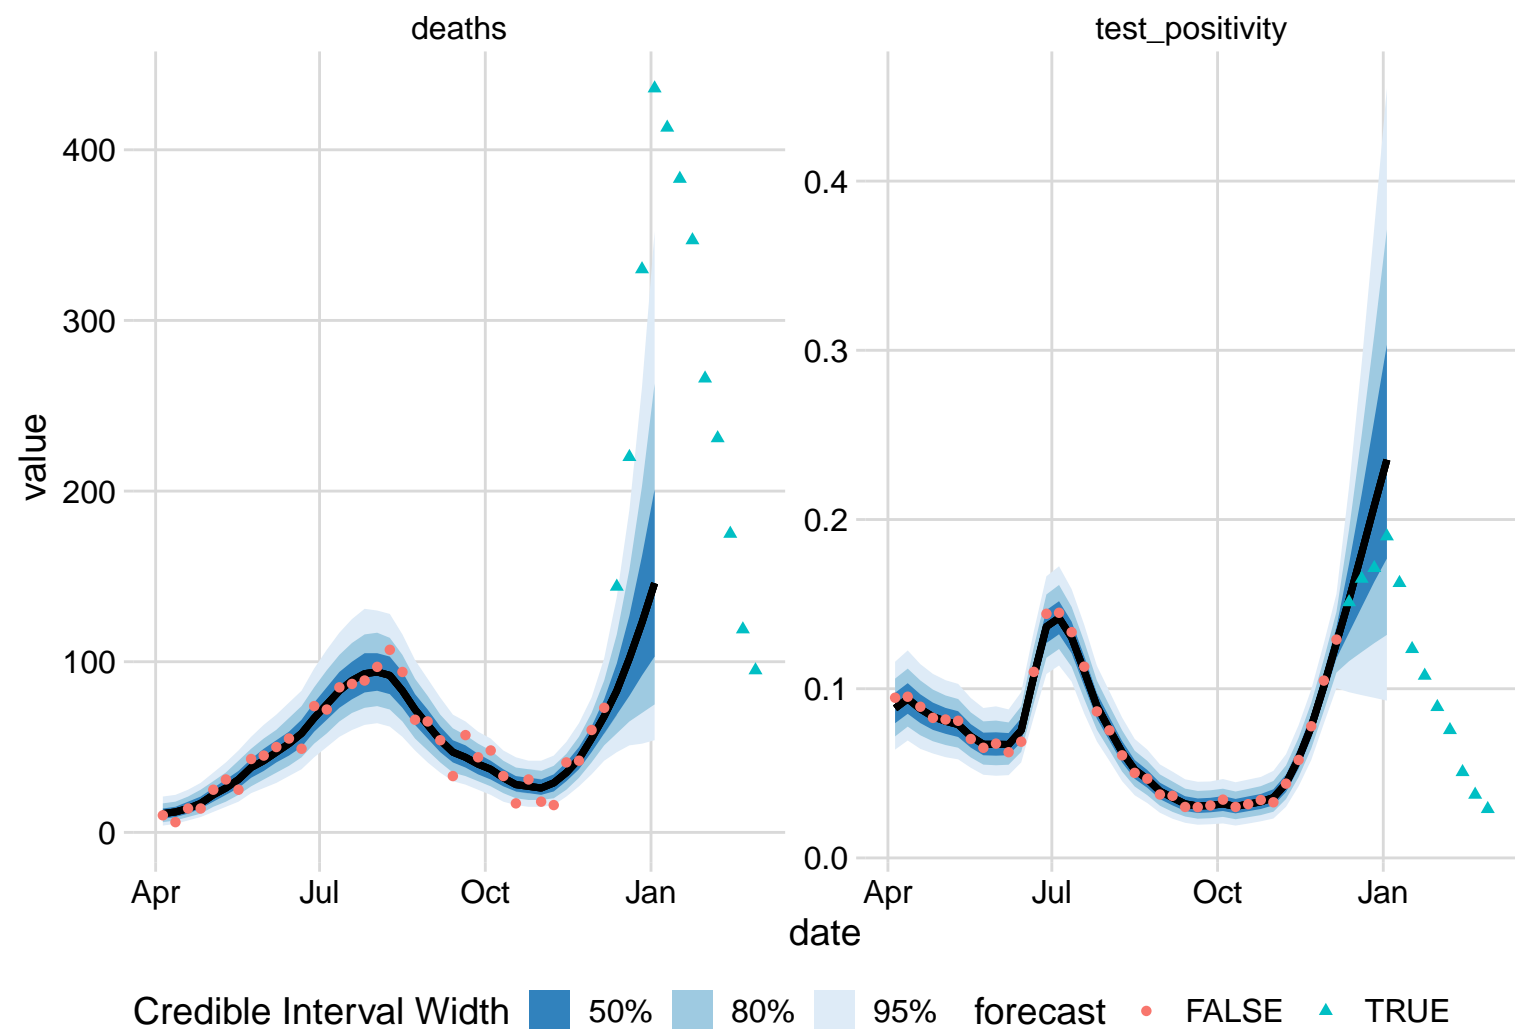 deaths
test_positivity
value
400
300
200
100
0
0.4
0.3
0.2
0.1
0.0
Apr
Jul
Oct
Jan
Apr
Jul
Oct
Jan
date
Credible Interval Width 50% 80% 95% forecast FALSE TRUE